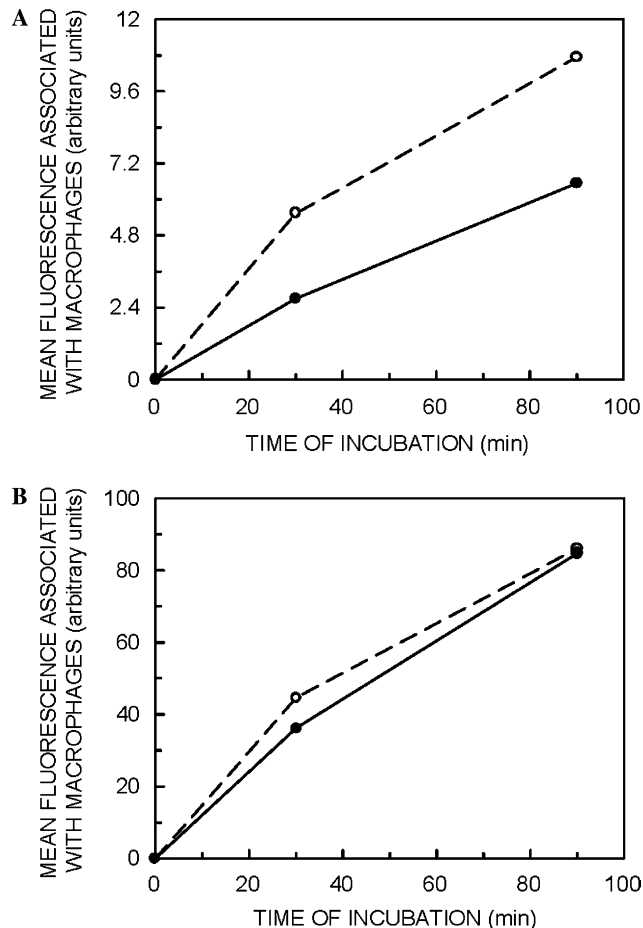 A
MEAN FLUORESCENCE ASSOCIATED
WITH MACROPHAGES (arbitrary units)
12
9.6
7.2
4.8
2.4
0
0 20 40 60 80 100
TIME OF INCUBATION (min)
B
MEAN FLUORESCENCE ASSOCIATED
WITH MACROPHAGES (arbitrary units)
100
80
60
40
20
0
0 20 40 60 80 100
TIME OF INCUBATION (min)